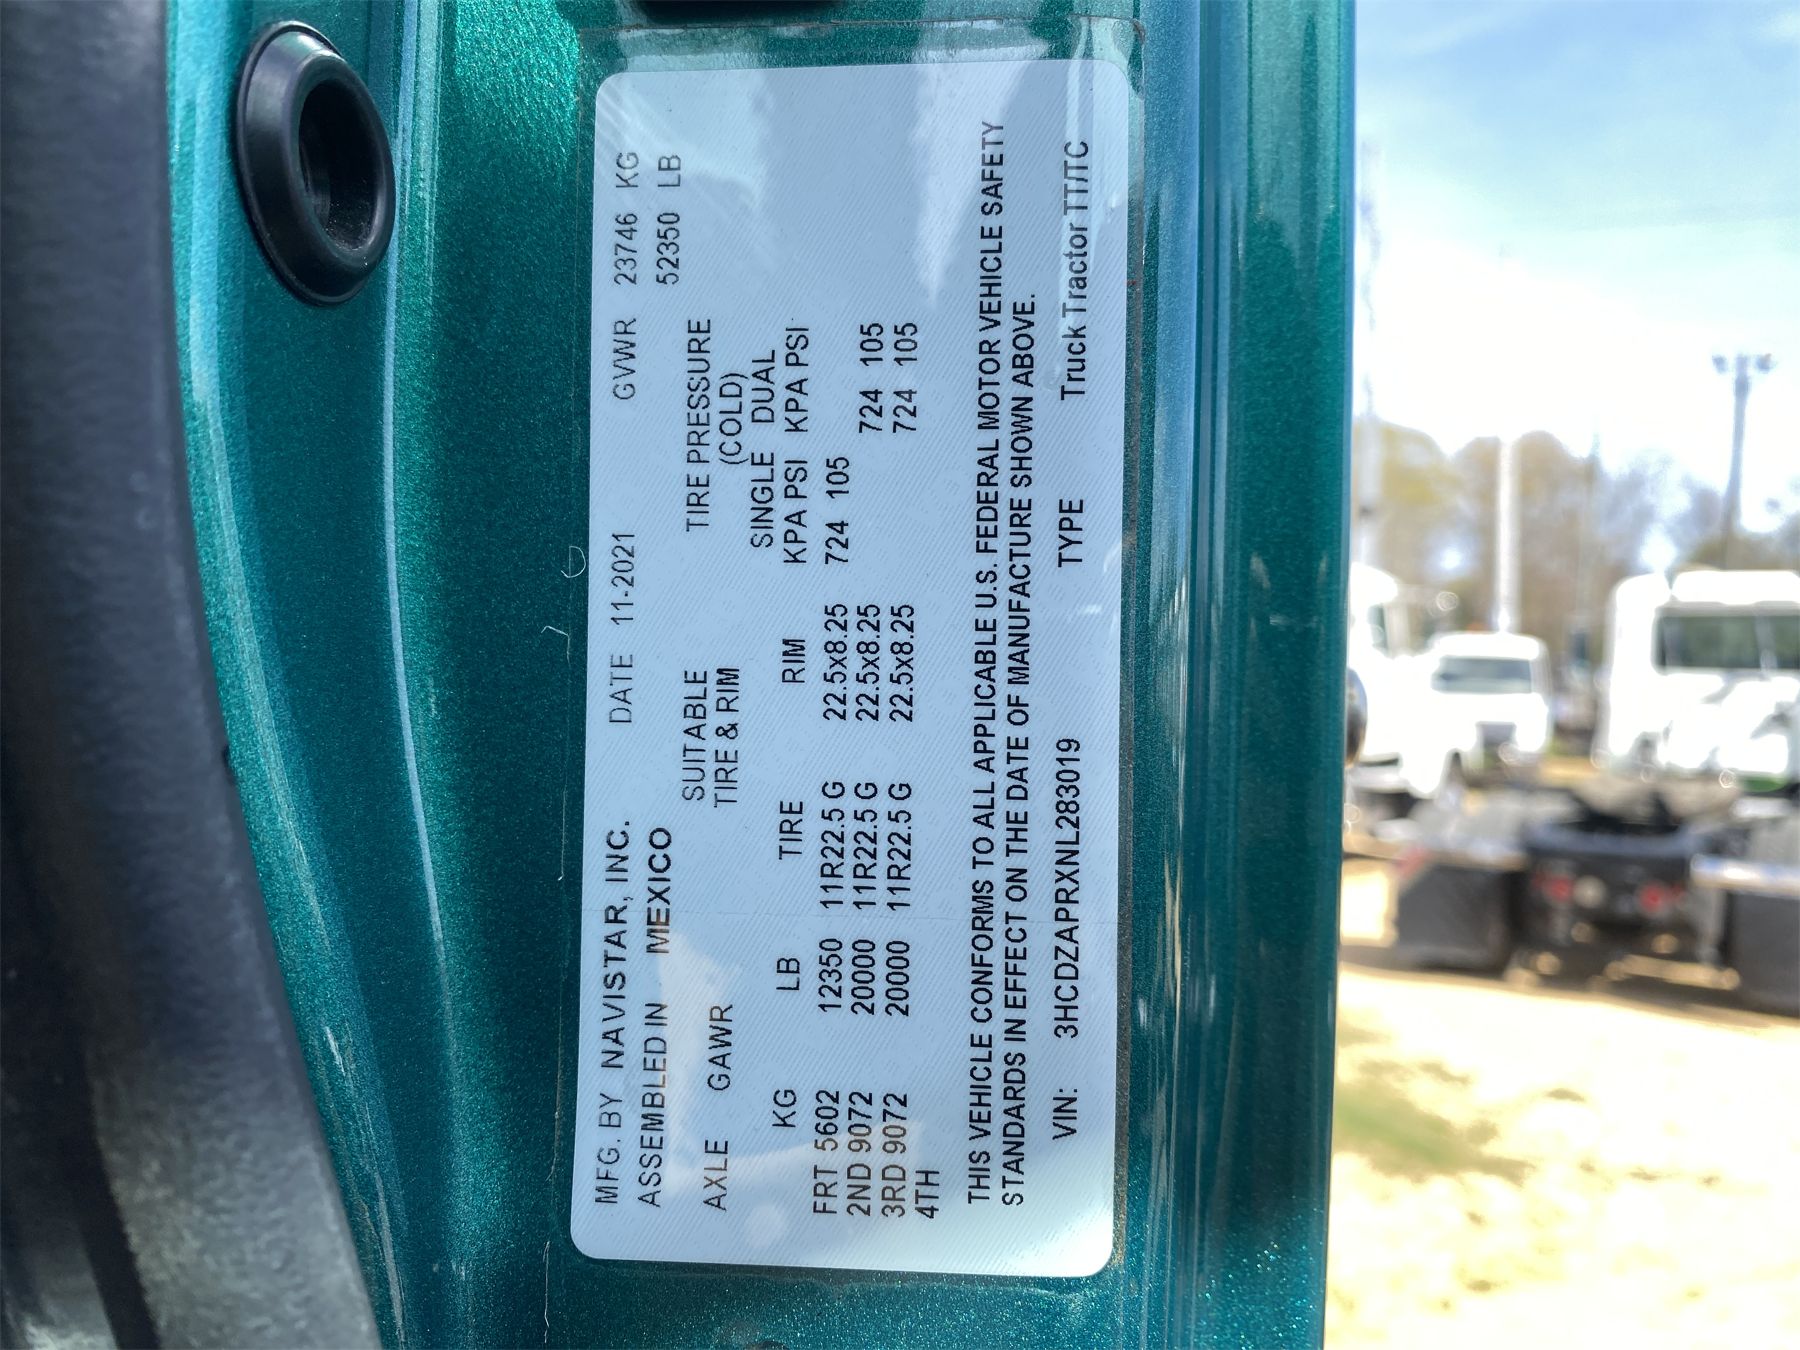 MFG. BY NAVISTAR, INC. DATE 11-2021 GVWR 23746 KG
ASSEMBLED IN MEXICO 52350 LB
AXLE GAWR SUITABLE TIRE PRESSURE
TIRE & RIM (COLD)
SINGLE DUAL
KG LB TIRE RIM KPA PSI KPA PSI
FRT 5602 12350 11R22.5 G 22.5x8.25 724 105
2ND 9072 20000 11R22.5 G 22.5x8.25 724 105
3RD 9072 20000 11R22.5 G 22.5x8.25 724 105
4TH
THIS VEHICLE CONFORMS TO ALL APPLICABLE U.S. FEDERAL MOTOR VEHICLE SAFETY
STANDARDS IN EFFECT ON THE DATE OF MANUFACTURE SHOWN ABOVE.
VIN: 3HCDZAPRXNL283019 TYPE Truck Tractor TT/TC